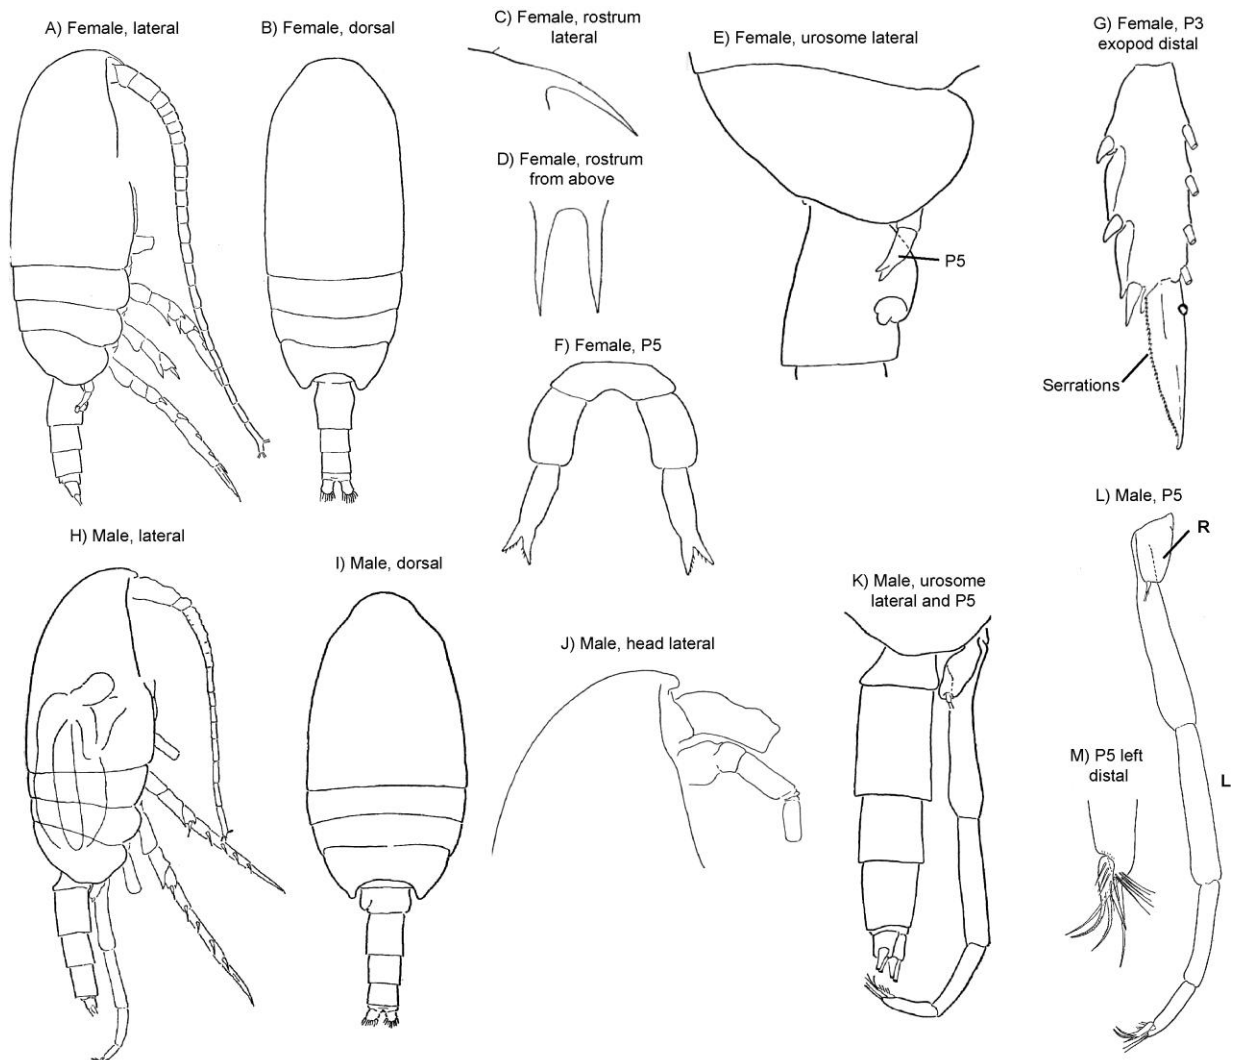 A) Female, lateral
B) Female, dorsal
C) Female, rostrum
lateral
D) Female, rostrum
from above
E) Female, urosome lateral
P5
F) Female, P5
G) Female, P3
exopod distal
Serrations
H) Male, lateral
I) Male, dorsal
J) Male, head lateral
K) Male, urosome
lateral and P5
L) Male, P5
R
L
M) P5 left
distal